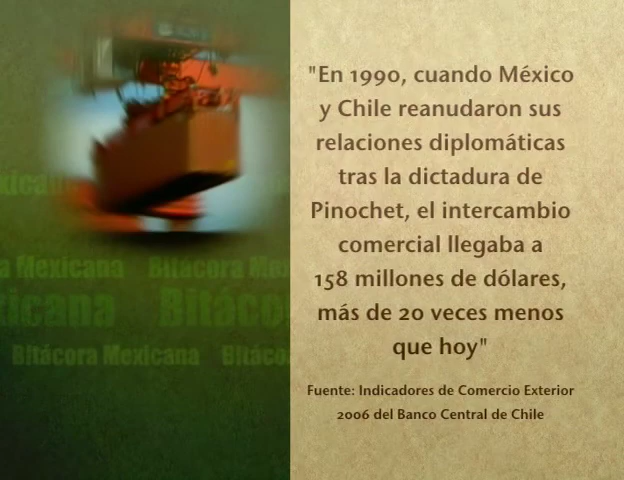 "En 1990, cuando México
y Chile reanudaron sus
relaciones diplomáticas
tras la dictadura de
Pinochet, el intercambio
comercial llegaba a
158 millones de dólares,
más de 20 veces menos
que hoy"
Fuente: Indicadores de Comercio Exterior
2006 del Banco Central de Chile
Mexicana Bitácora
Bitácora Mexicana Bitáco